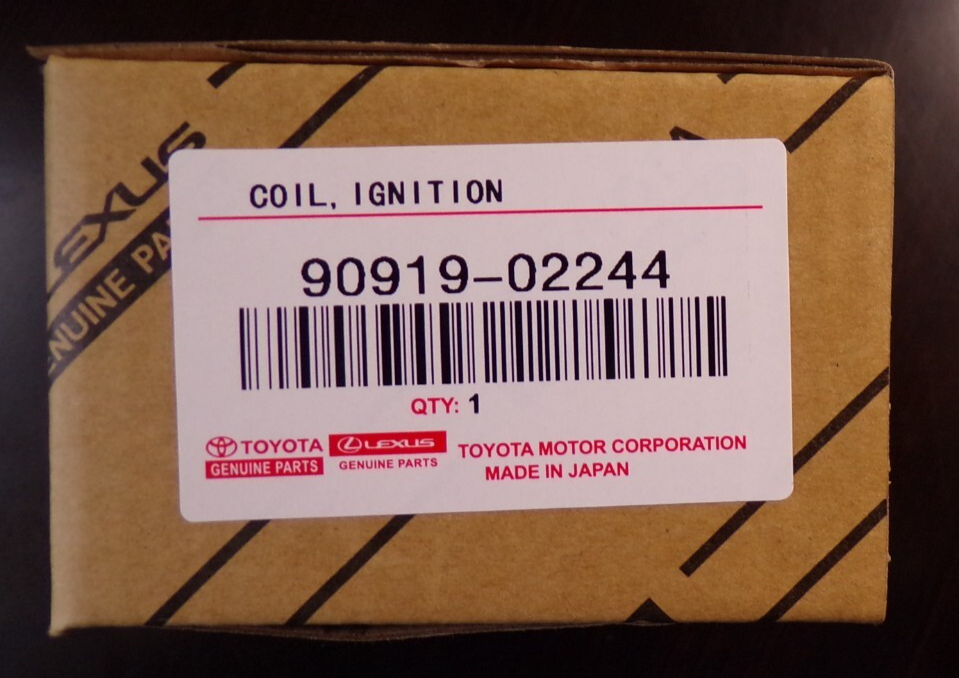 LEXUS
GENUINE PA
COIL, IGNITION
90919-02244
QTY: 1
TOYOTA
GENUINE PARTS
LEXUS
GENUINE PARTS
TOYOTA MOTOR CORPORATION
MADE IN JAPAN